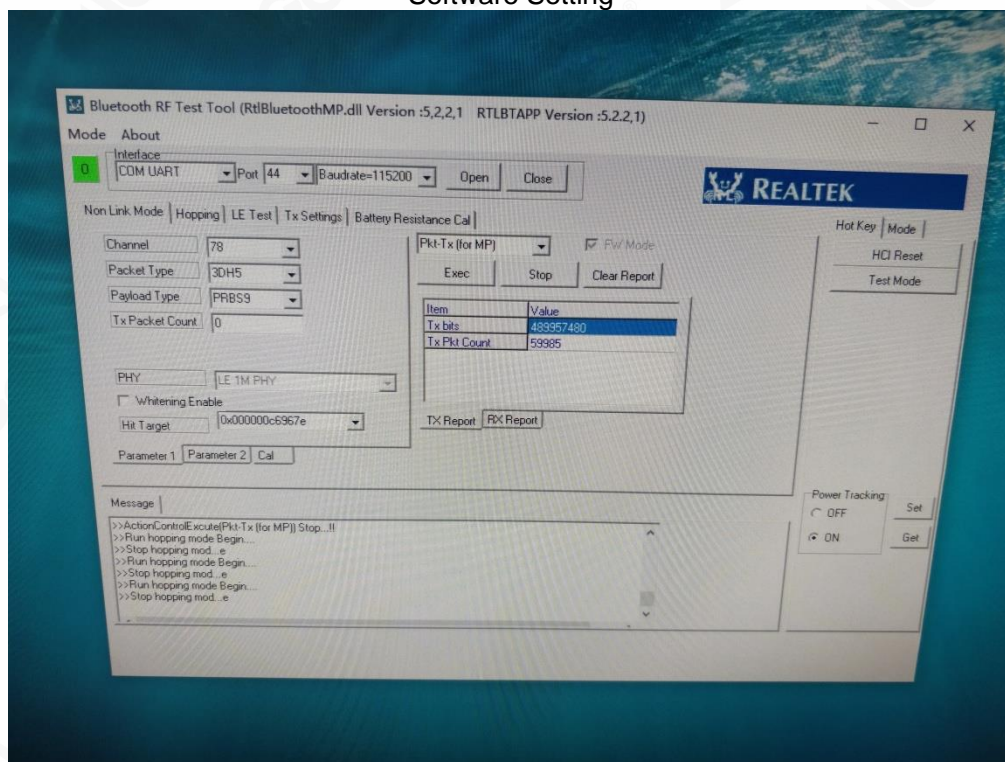 Software Setting
Bluetooth RF Test Tool (RtlBluetoothMP.dll Version :5,2,2,1 RTLBTAPP Version :5.2.2,1)
Mode About
Interface
0 COM UART Port 44 Baudrate=115200 Open Close
REALTEK
Non Link Mode Hopping LE Test Tx Settings Battery Resistance Cal
Hot Key Mode
Channel 78 Pkt-Tx (for MP) FW Mode
HCI Reset
Packet Type 3DH5 Exec Stop Clear Report
Test Mode
Payload Type PRBS9
Item Value
Tx Packet Count 0
Tx bits 489957480
Tx Pkt Count 59985
PHY LE 1M PHY
Whitening Enable
Hit Target 0x000000c6967e
TX Report RX Report
Parameter 1 Parameter 2 Cal
Message
Power Tracking
>>ActionControlExcute(Pkt-Tx (for MP)) Stop...!!
OFF Set
>>Run hopping mode Begin....
>>Stop hopping mod...e
ON Get
>>Run hopping mode Begin....
>>Stop hopping mod...e
>>Run hopping mode Begin....
>>Stop hopping mod...e